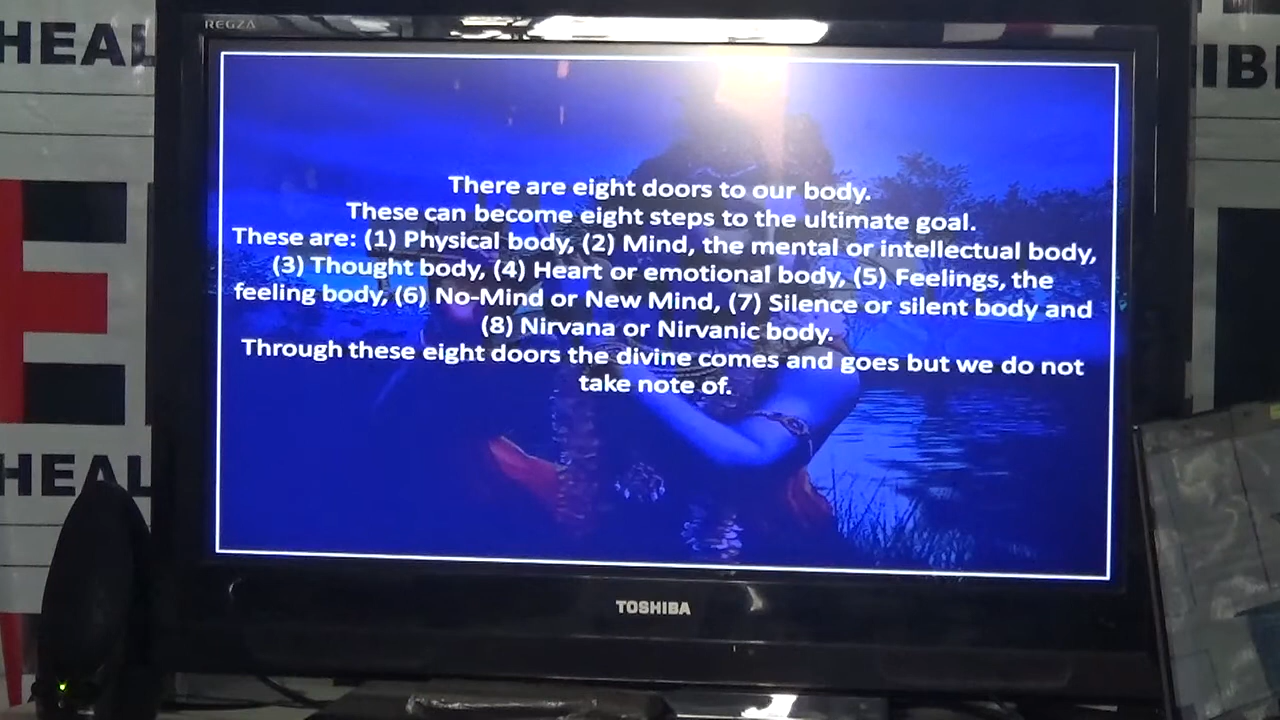 REGZA
HEAL
IBI
There are eight doors to our body.
These can become eight steps to the ultimate goal.
These are: (1) Physical body, (2) Mind, the mental or intellectual body,
(3) Thought body, (4) Heart or emotional body, (5) Feelings, the
feeling body, (6) No-Mind or New Mind, (7) Silence or silent body and
(8) Nirvana or Nirvanic body.
Through these eight doors the divine comes and goes but we do not
take note of.
HEAL
TOSHIBA